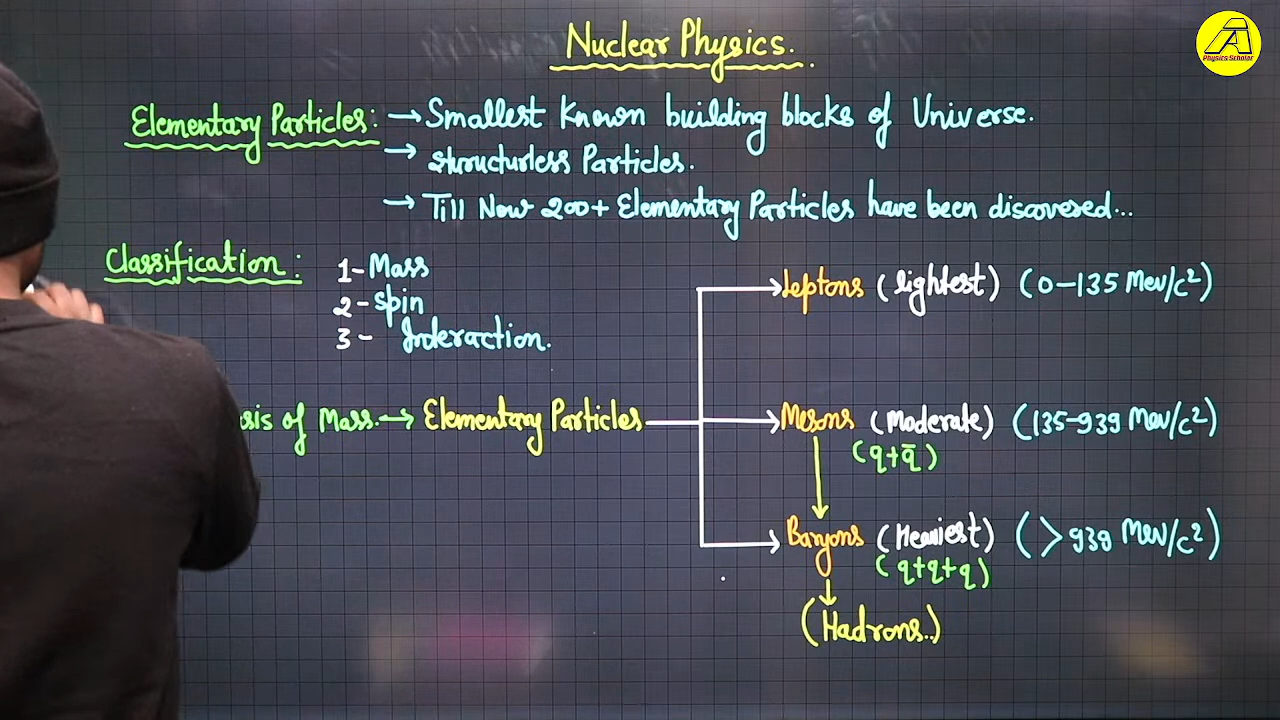 Nuclear Physics.
Physics Scholar
Elementary Particles: → Smallest Known building blocks of Universe.
→ structurless Particles.
→ Till Now 200+ Elementary Particles have been discovered...
Classification: 1- Mass
2- Spin
3- Interaction.
of Mass. → Elementary Particles
Leptons (lightest) (0-135 Mev/c²)
Mesons (Moderate) (135-939 Mev/c²)
(q+q̄)
Baryons (Heaviest) (> 939 Mev/c²)
(q+q+q)
(Hadrons..)